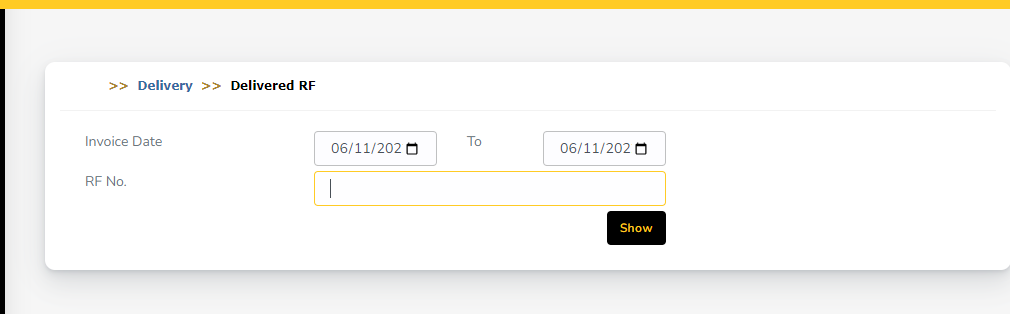 >> Delivery >> Delivered RF
Invoice Date 06/11/202 To 06/11/202
RF No.
Show